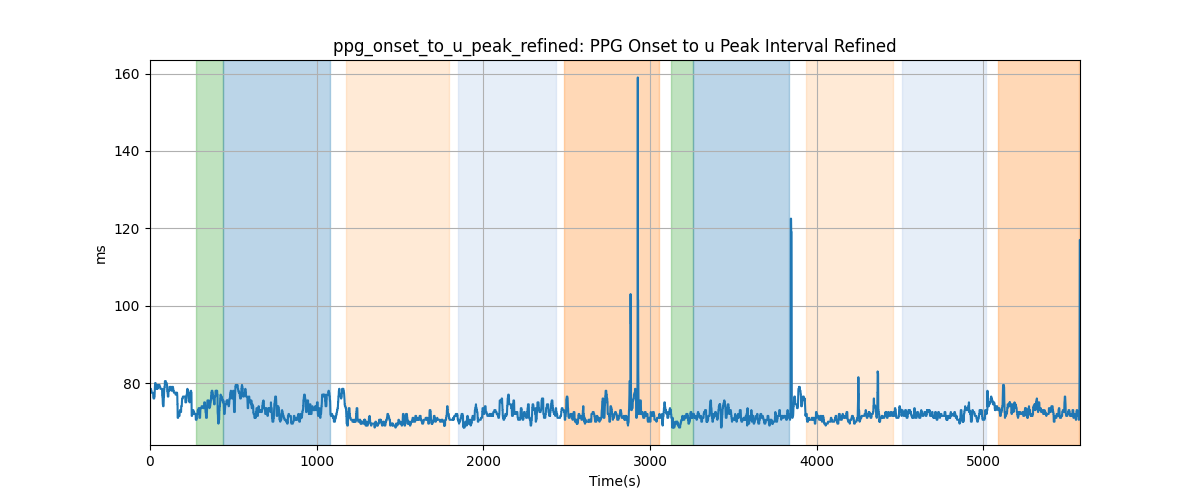 ppg_onset_to_u_peak_refined: PPG Onset to u Peak Interval Refined
160
140
120
100
80
ms
0 1000 2000 3000 4000 5000
Time(s)